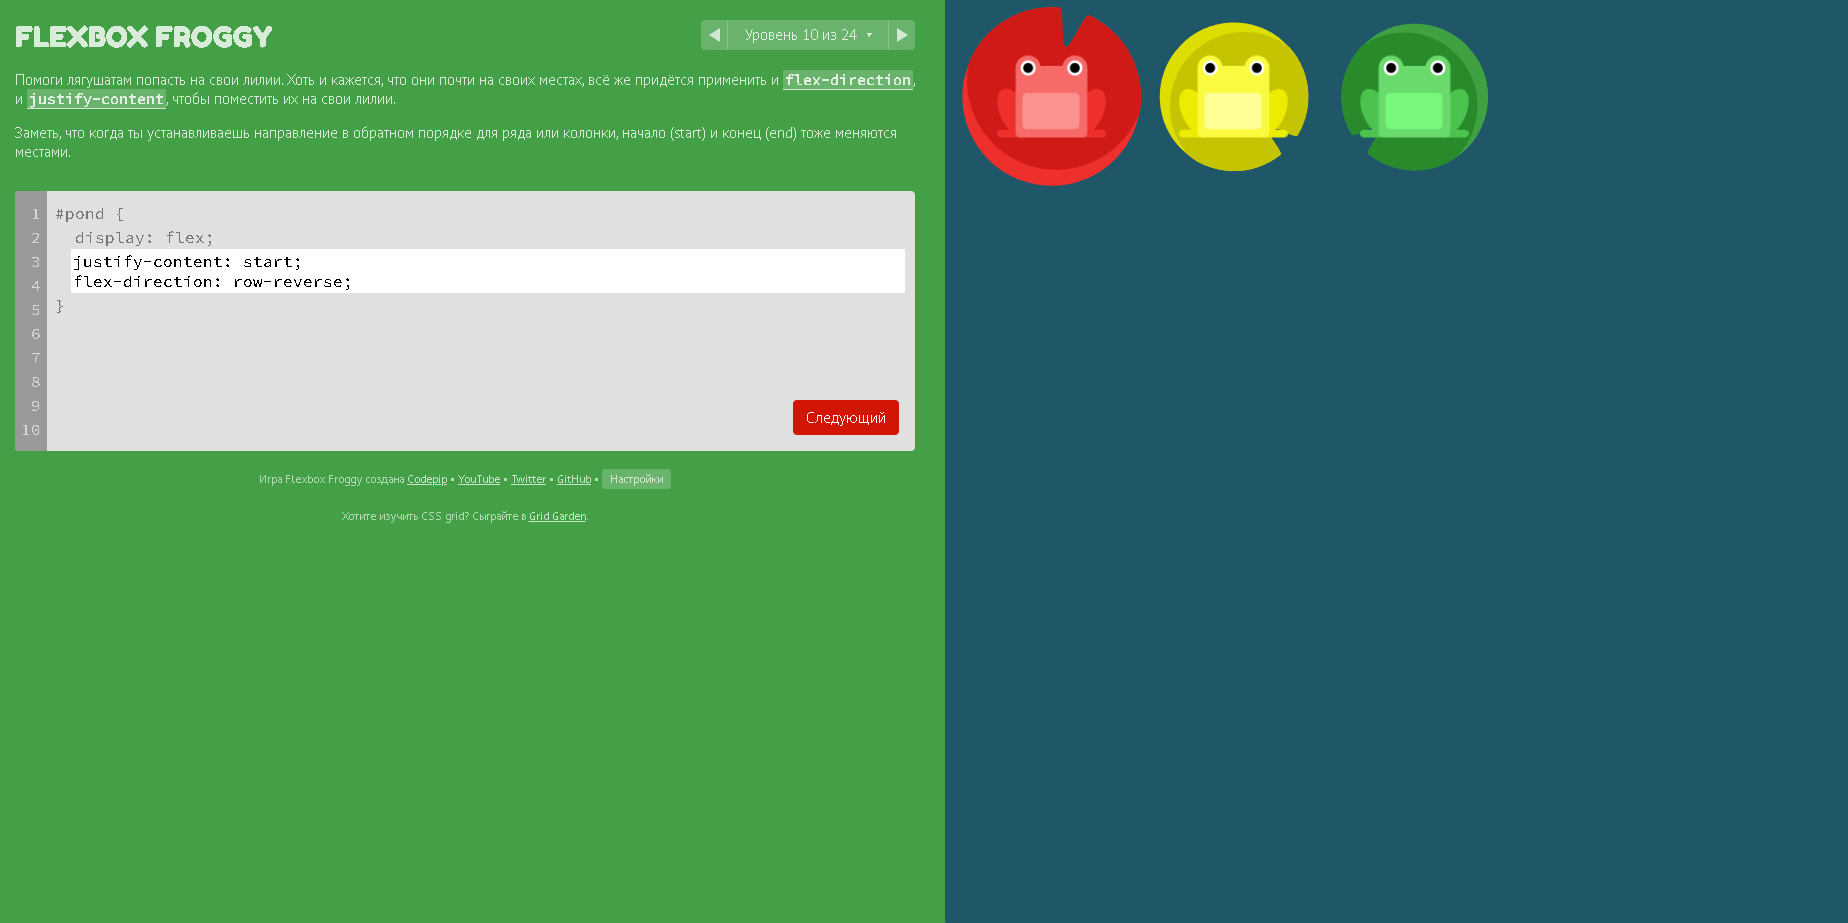 FLEXBOX FROGGY
Уровень 10 из 24
Помоги лягушатам попасть на свои лилии. Хоть и кажется, что они почти на своих местах, всё же придётся применить и flex-direction,
и justify-content, чтобы поместить их на свои лилии.
Заметь, что когда ты устанавливаешь направление в обратном порядке для ряда или колонки, начало (start) и конец (end) тоже меняются
местами.
1 #pond {
2 display: flex;
3 justify-content: start;
4 flex-direction: row-reverse;
5 }
6
7
8
9
10
Следующий
Игра Flexbox Froggy создана Codepip • YouTube • Twitter • GitHub • Настройки
Хотите изучить CSS grid? Сыграйте в Grid Garden.